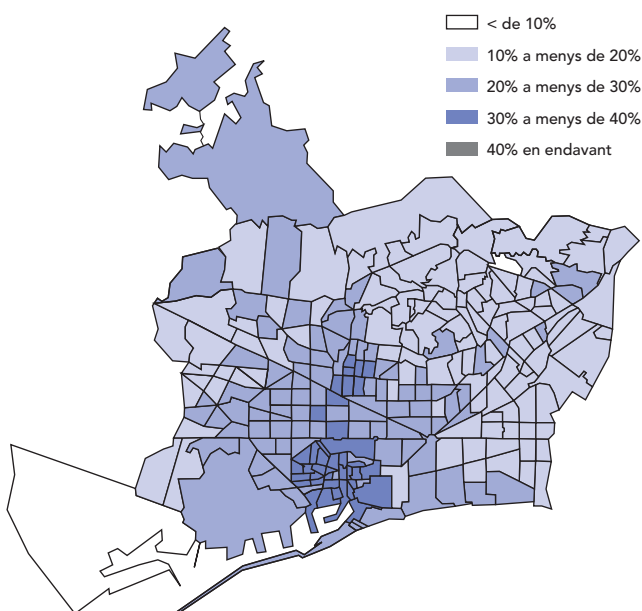 < de 10%
10% a menys de 20%
20% a menys de 30%
30% a menys de 40%
40% en endavant